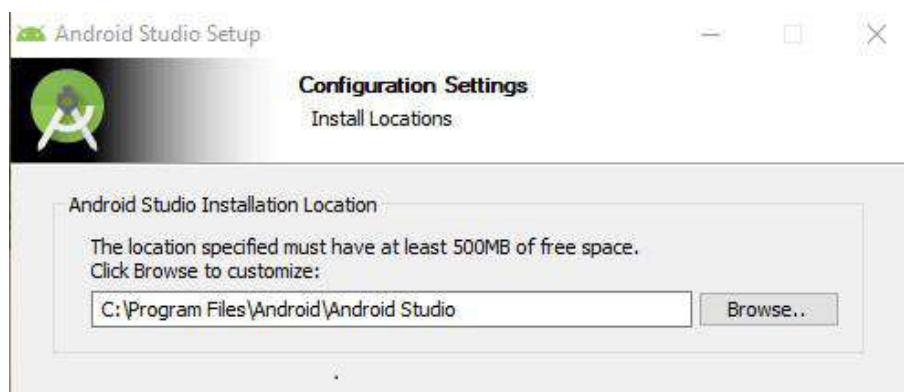 Android Studio Setup
Configuration Settings
Install Locations
Android Studio Installation Location
The location specified must have at least 500MB of free space.
Click Browse to customize:
C:\Program Files\Android\Android Studio
Browse..